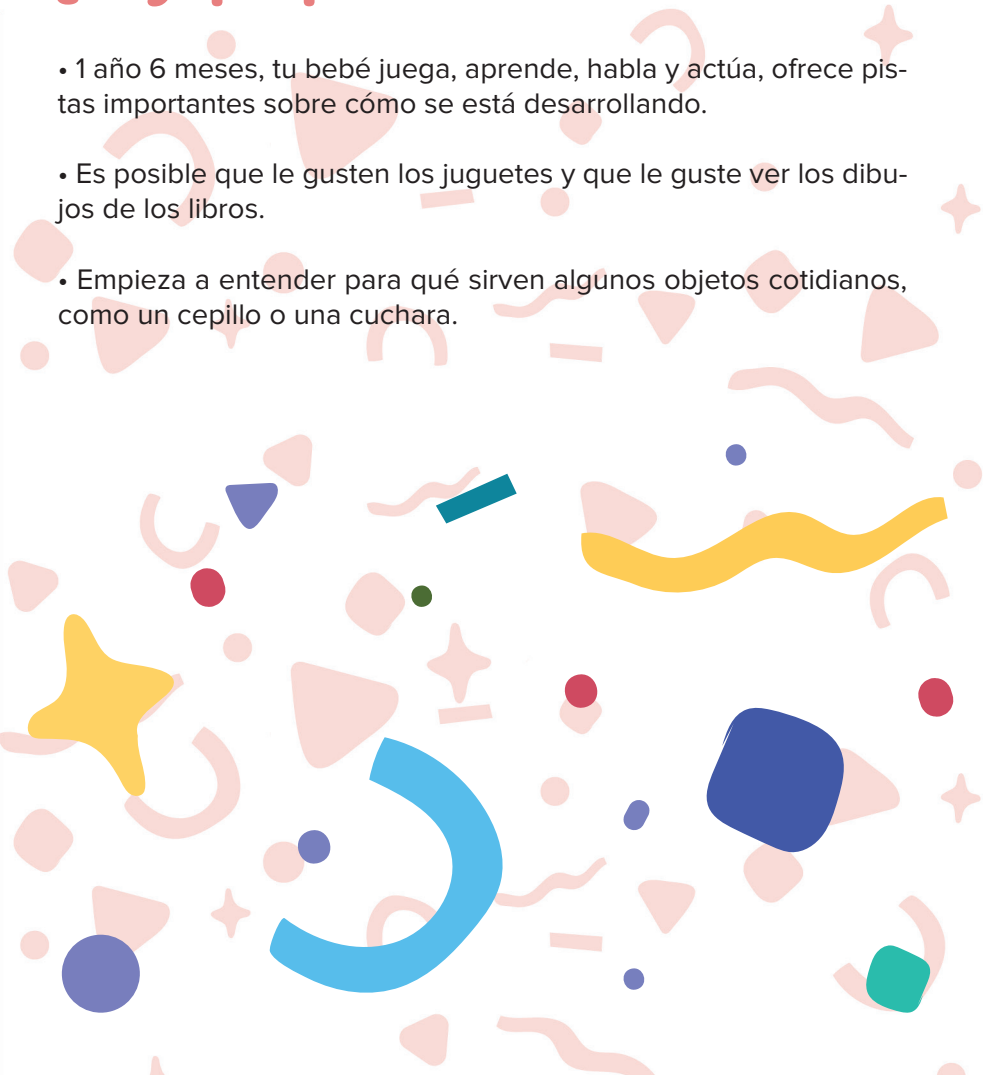 • 1 año 6 meses, tu bebé juega, aprende, habla y actúa, ofrece pis-
tas importantes sobre cómo se está desarrollando.
• Es posible que le gusten los juguetes y que le guste ver los dibu-
jos de los libros.
• Empieza a entender para qué sirven algunos objetos cotidianos,
como un cepillo o una cuchara.